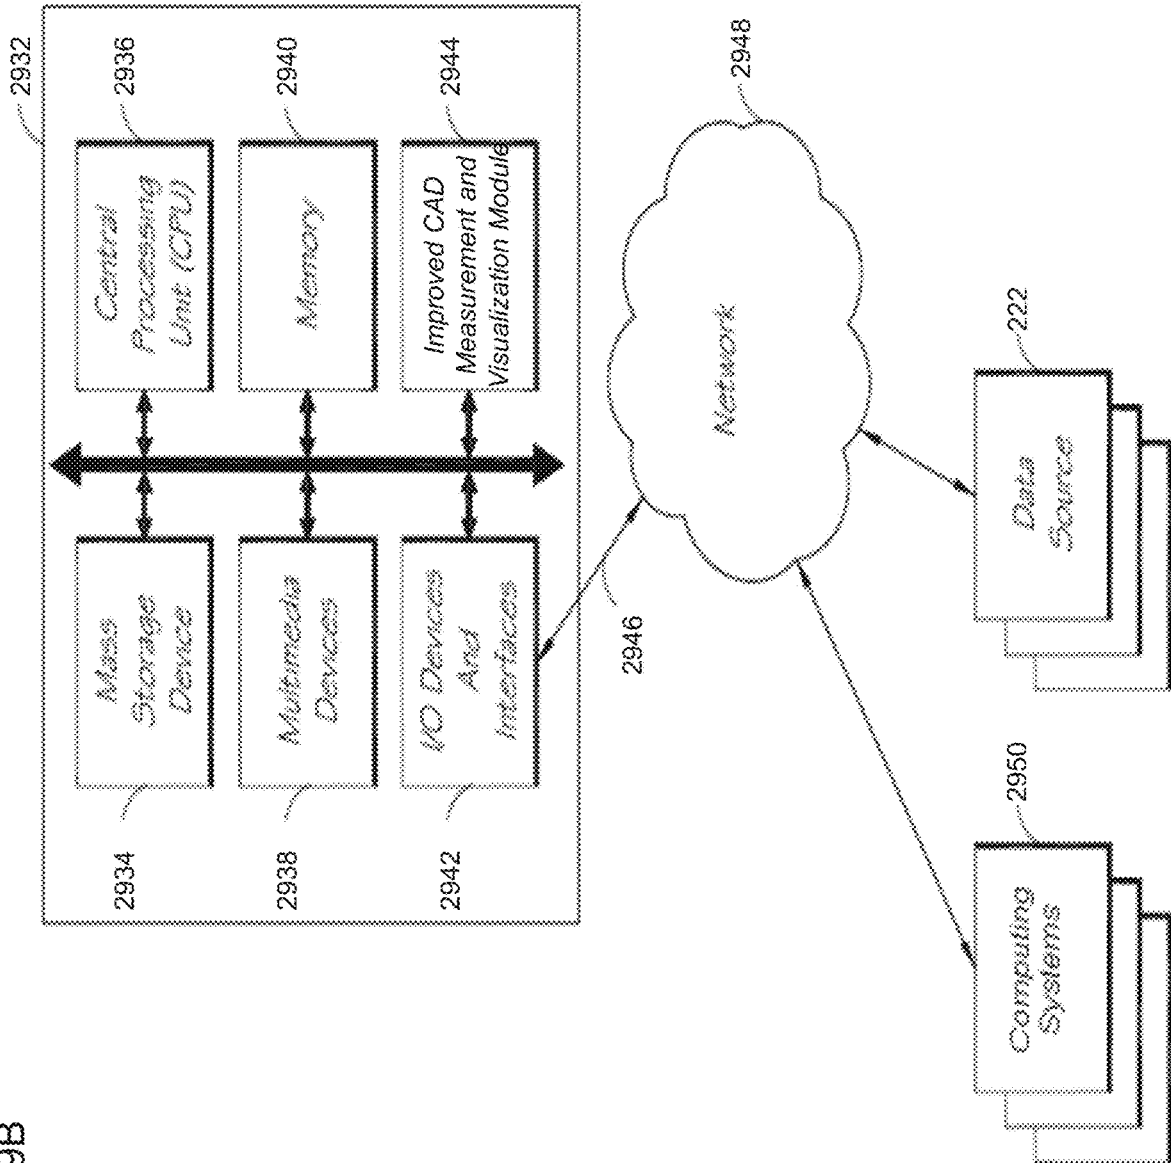 9B
2932
2934
Mass
Storage
Device
Central
Processing
Unit (CPU)
2936
2938
Multimedia
Devices
Memory
2940
2942
I/O Devices
And
Interfaces
Improved CAD
Measurement and
Visualization Module
2944
2946
Network
2948
Computing
Systems
2950
Data
Source
222